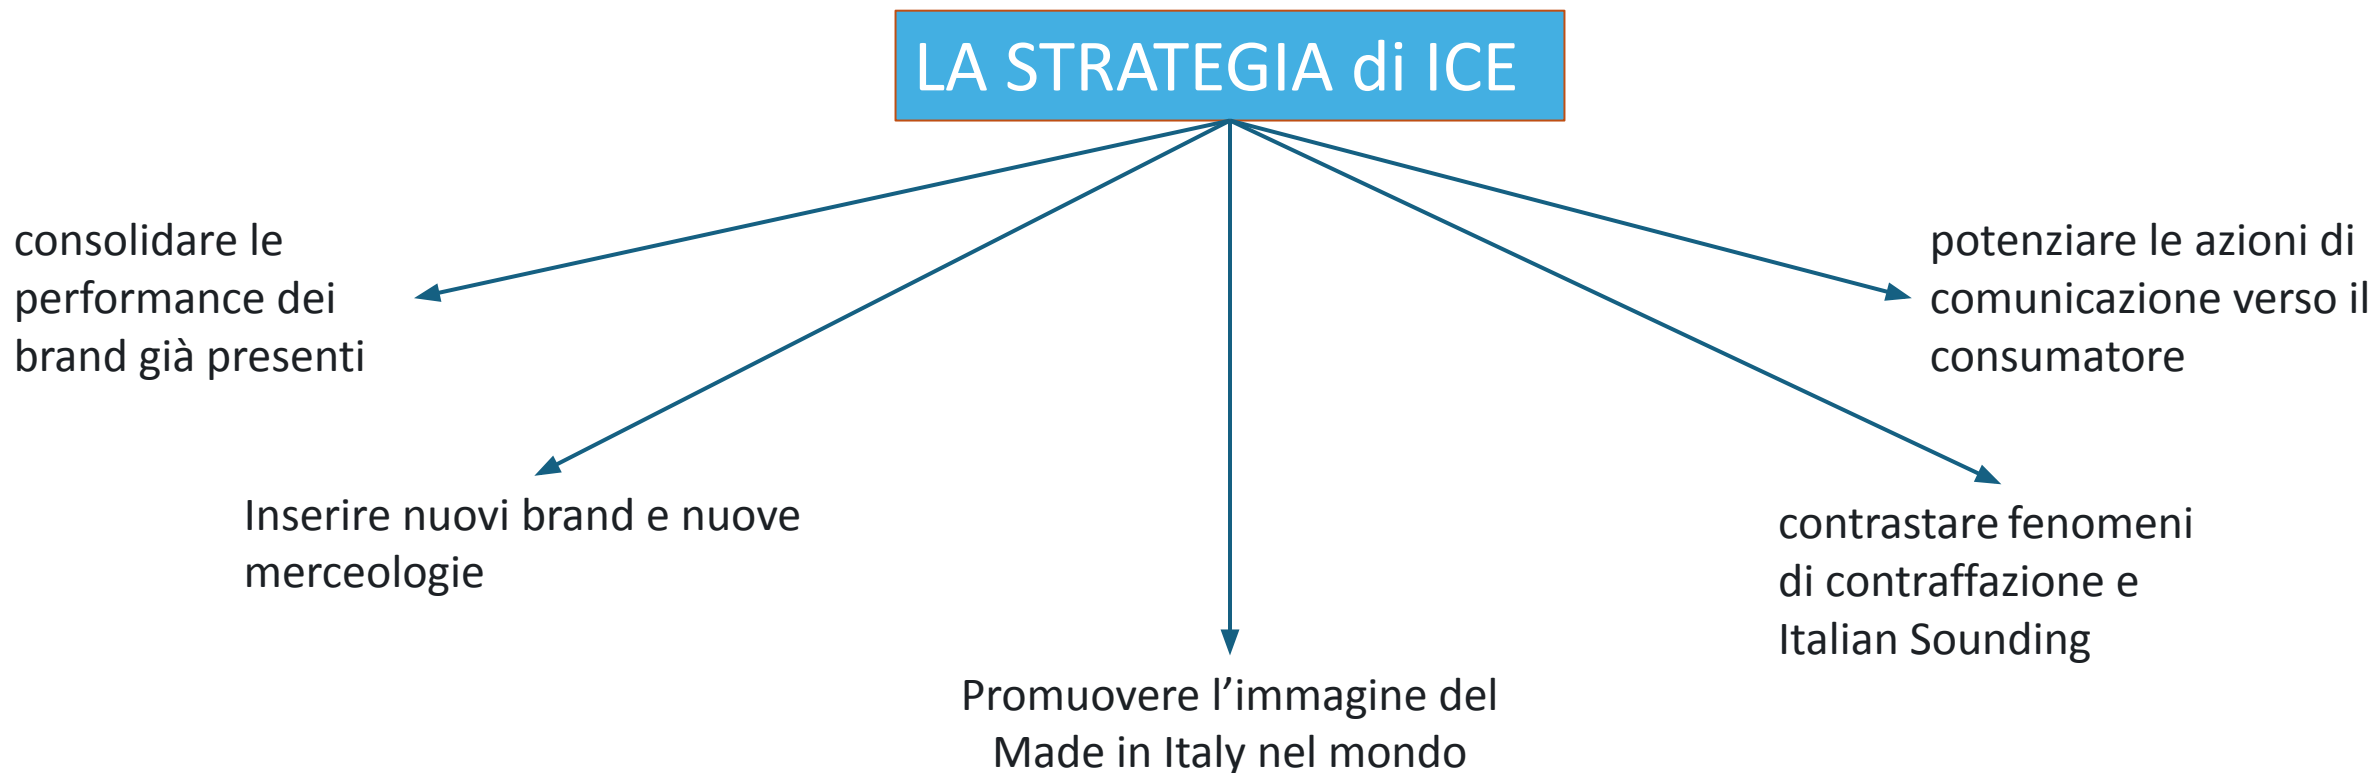 LA STRATEGIA di ICE
consolidare le
performance dei
brand già presenti
potenziare le azioni di
comunicazione verso il
consumatore
Inserire nuovi brand e nuove
merceologie
contrastare fenomeni
di contraffazione e
Italian Sounding
Promuovere l’immagine del
Made in Italy nel mondo